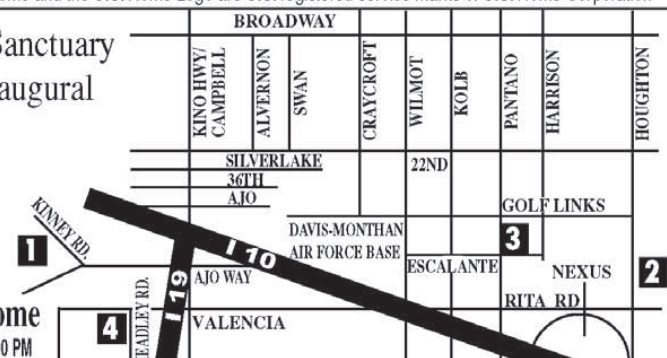 BROADWAY
Sanctuary
augural
KINO HWY/
CAMPBELL
ALVERNON
SWAN
CRAYCROFT
WILMOT
KOLB
PANTANO
HARRISON
HOUGHTON
SILVERLAKE
22ND
36TH
AJO
GOLF LINKS
KINNEY RD.
DAVIS-MONTHAN
AIR FORCE BASE
1
I 10
3
ESCALANTE
NEXUS
2
AJO WAY
I 19
RITA RD
EADLEY RD.
ome
4
VALENCIA
0 PM